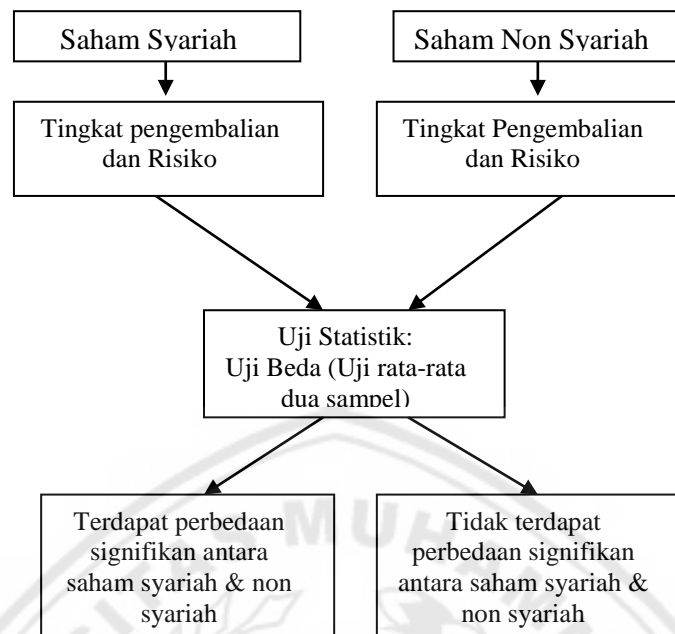 Saham Syariah
Saham Non Syariah
Tingkat pengembalian
dan Risiko
Tingkat Pengembalian
dan Risiko
Uji Statistik:
Uji Beda (Uji rata-rata
dua sampel)
Terdapat perbedaan
signifikan antara
saham syariah & non
syariah
Tidak terdapat
perbedaan signifikan
antara saham syariah &
non syariah